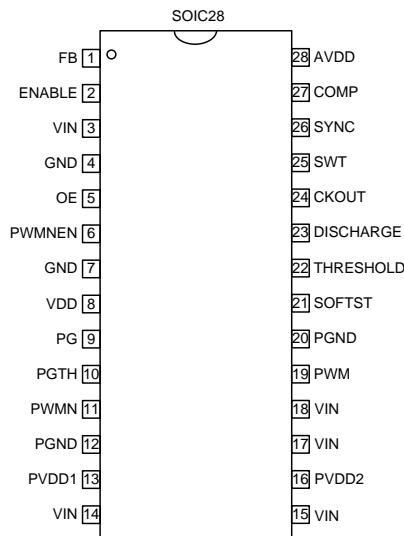 SOIC28
FB 1 28 AVDD
ENABLE 2 27 COMP
VIN 3 26 SYNC
GND 4 25 SWT
OE 5 24 CKOUT
PWMNEN 6 23 DISCHARGE
GND 7 22 THRESHOLD
VDD 8 21 SOFTST
PG 9 20 PGND
PGTH 10 19 PWM
PWMN 11 18 VIN
PGND 12 17 VIN
PVDD1 13 16 PVDD2
VIN 14 15 VIN